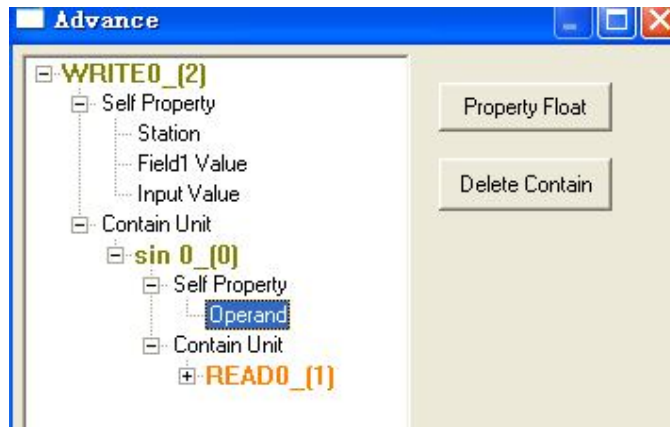 Advance
WRITE0_(2)
Self Property
Station
Field1 Value
Input Value
Contain Unit
sin 0_(0)
Self Property
Operand
Contain Unit
READ0_(1)
Property Float
Delete Contain